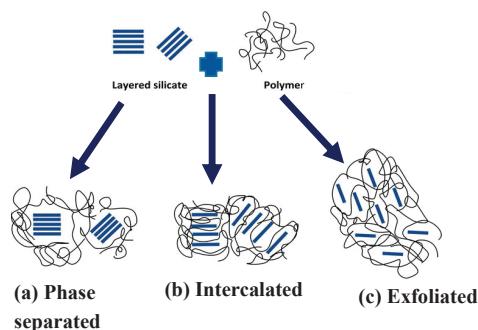 Layered silicate
Polymer
(a) Phase
separated
(b) Intercalated
(c) Exfoliated